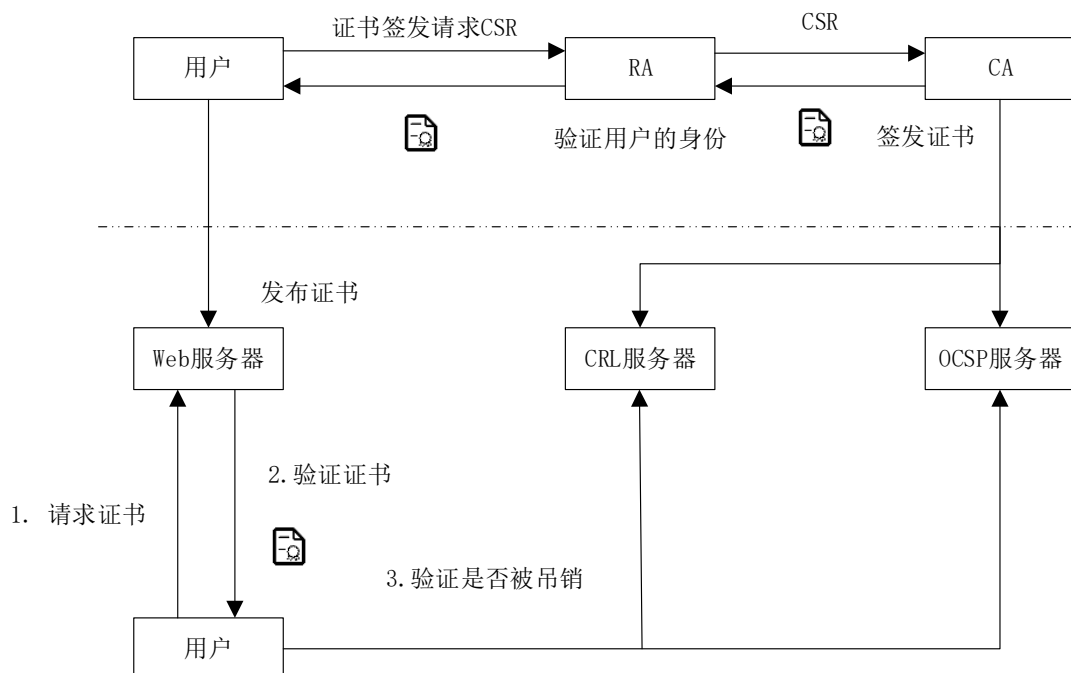 证书签发请求CSR
CSR
用户
RA
CA
验证用户的身份
签发证书
发布证书
Web服务器
CRL服务器
OCSP服务器
2.验证证书
1. 请求证书
3.验证是否被吊销
用户